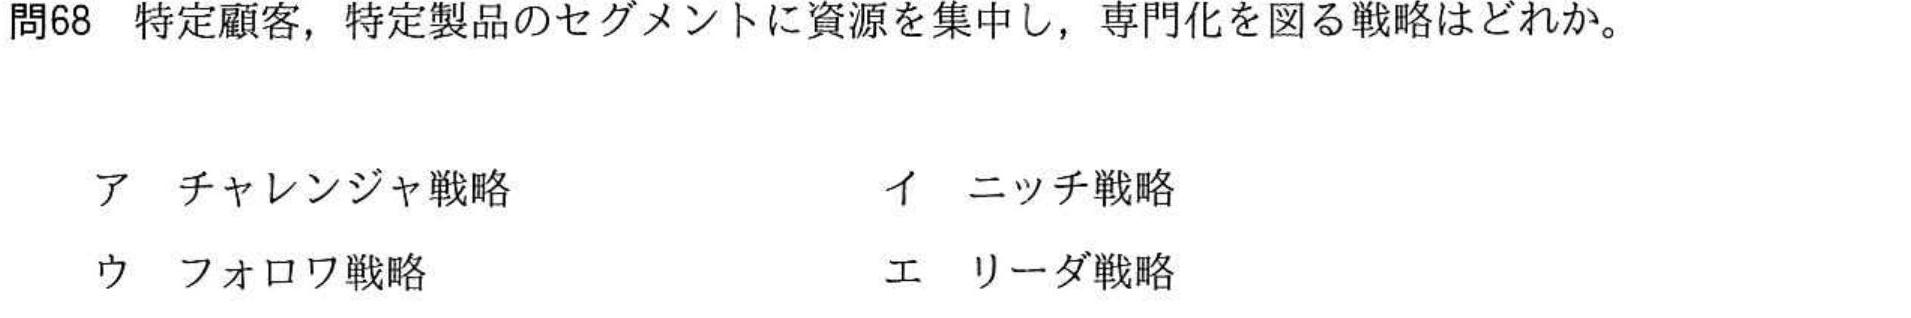 問68　特定顧客，特定製品のセグメントに資源を集中し，専門化を図る戦略はどれか。
ア　チャレンジャ戦略　イ　ニッチ戦略
ウ　フォロワ戦略　エ　リーダ戦略